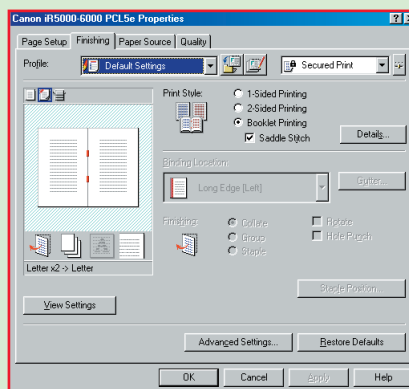 Canon iR5000-6000 PCL5e Properties
Page Setup Finishing Paper Source Quality
Profile: Default Settings Secured Print
Print Style:
1-Sided Printing
2-Sided Printing
Booklet Printing
Saddle Stitch Details...
Binding Location:
Long Edge [Left] Gutter...
Finishing:
Collate Rotate
Group Hole Punch
Staple
Letter x2 -> Letter
Staple Position...
View Settings
Advanced Settings... Restore Defaults
OK Cancel Apply Help